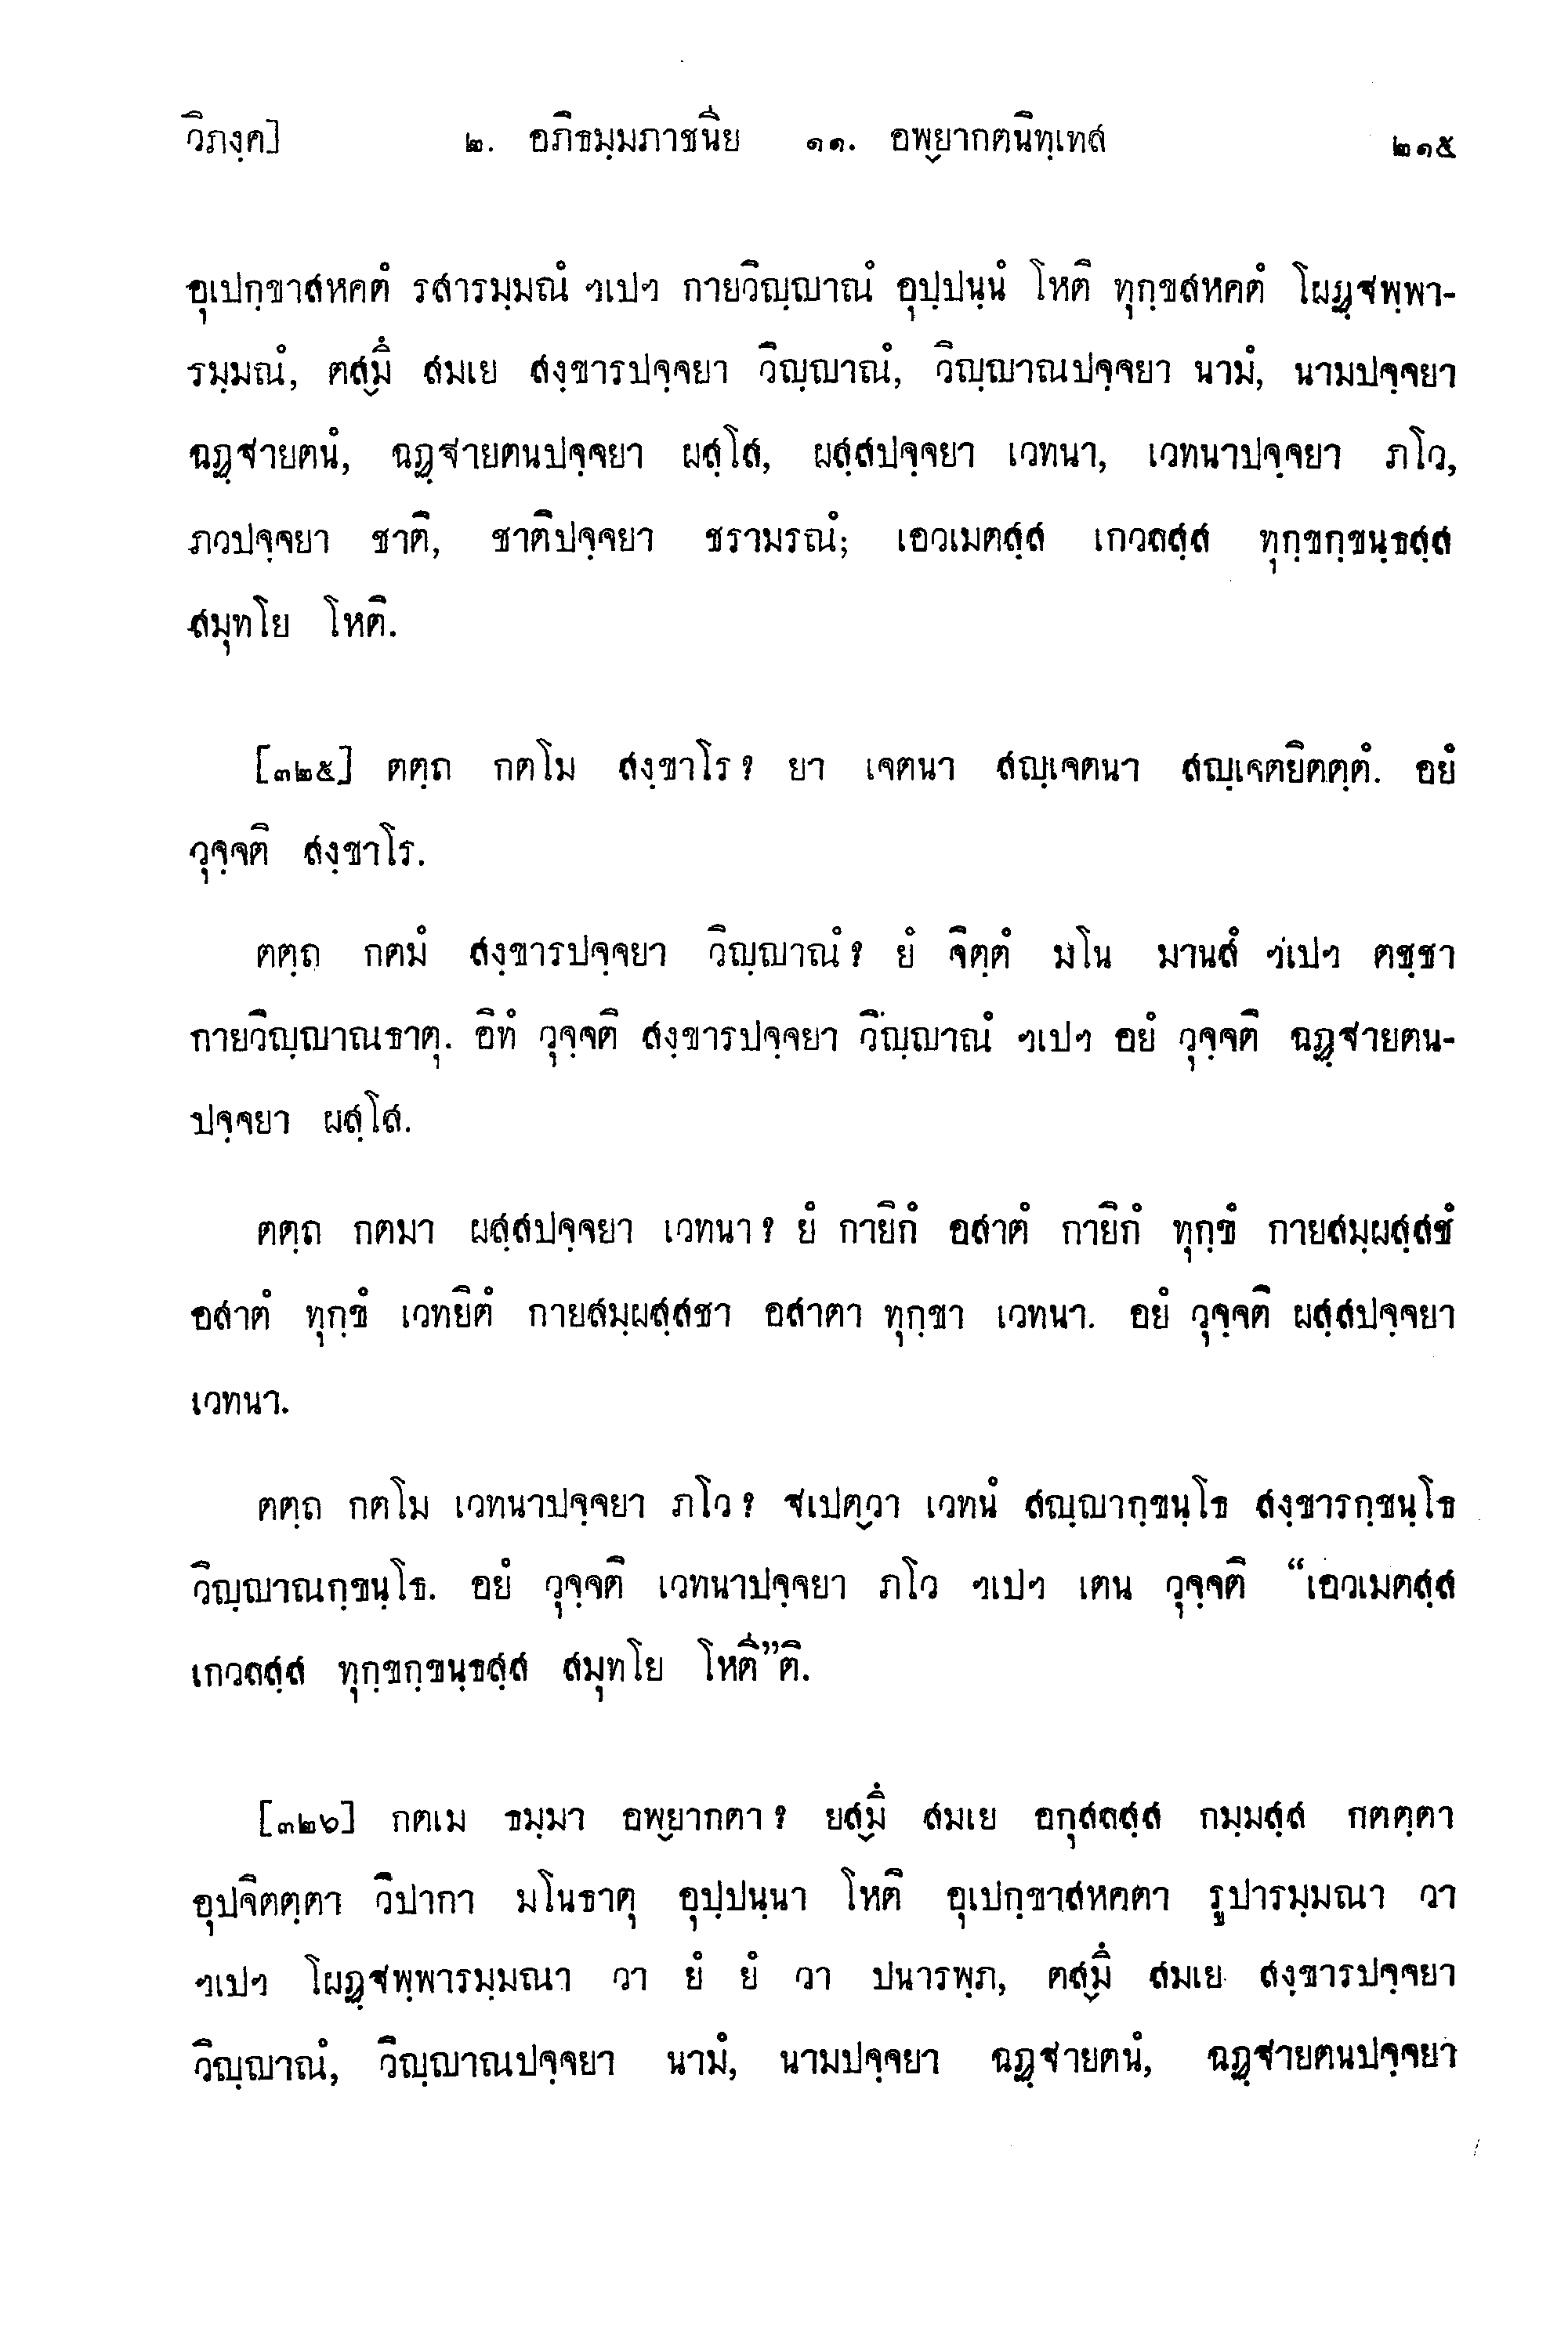 วิภงฺค] ๒. อภิธมฺมภาชนีย ๑๑. อพฺยากตนิทฺเทส ๒๑๕
อุเปกฺขาสหคตํ รสารมฺมณํ ฯเปฯ กายวิญฺญาณํ อุปฺปนฺนํ โหติ ทุกฺขสหคตํ โผฏฺฐพฺพา-
รมฺมณํ, ตสฺมึ สมเย สงฺขารปจฺจยา วิญฺญาณํ, วิญฺญาณปจฺจยา นามํ, นามปจฺจยา
ฉฏฺฐายตนํ, ฉฏฺฐายตนปจฺจยา ผสฺโส, ผสฺสปจฺจยา เวทนา, เวทนาปจฺจยา ภโว,
ภวปจฺจยา ชาติ, ชาติปจฺจยา ชรามรณํ; เอวเมตสฺส เกวลสฺส ทุกฺขกฺขนฺธสฺส
สมุทโย โหติ.
[๓๒๕] ตตฺถ กตโม สงฺขาโร? ยา เจตนา สญฺเจตนา สญฺเจตยิตตฺตํ. อยํ
วุจฺจติ สงฺขาโร.
ตตฺถ กตมํ สงฺขารปจฺจยา วิญฺญาณํ? ยํ จิตฺตํ มโน มานสํ ฯเปฯ ตชฺชา
กายวิญฺญาณธาตุ. อิทํ วุจฺจติ สงฺขารปจฺจยา วิญฺญาณํ ฯเปฯ อยํ วุจฺจติ ฉฏฺฐายตน-
ปจฺจยา ผสฺโส.
ตตฺถ กตมา ผสฺสปจฺจยา เวทนา? ยํ กายิกํ อสาตํ กายิกํ ทุกฺขํ กายสมฺผสฺสชํ
อสาตํ ทุกฺขํ เวทยิตํ กายสมฺผสฺสชา อสาตา ทุกฺขา เวทนา. อยํ วุจฺจติ ผสฺสปจฺจยา
เวทนา.
ตตฺถ กตโม เวทนาปจฺจยา ภโว? ฐเปตฺวา เวทนํ สญฺญากฺขนฺโธ สงฺขารกฺขนฺโธ
วิญฺญาณกฺขนฺโธ. อยํ วุจฺจติ เวทนาปจฺจยา ภโว ฯเปฯ เตน วุจฺจติ “เอวเมตสฺส
เกวลสฺส ทุกฺขกฺขนฺธสฺส สมุทโย โหตี”ติ.
[๓๒๖] กตเม ธมฺมา อพฺยากตา? ยสฺมึ สมเย อกุสลสฺส กมฺมสฺส กตตฺตา
อุปจิตตฺตา วิปากา มโนธาตุ อุปฺปนฺนา โหติ อุเปกฺขาสหคตา รูปารมฺมณา วา
ฯเปฯ โผฏฺฐพฺพารมฺมณา วา ยํ ยํ วา ปนารพฺภ, ตสฺมึ สมเย สงฺขารปจฺจยา
วิญฺญาณํ, วิญฺญาณปจฺจยา นามํ, นามปจฺจยา ฉฏฺฐายตนํ, ฉฏฺฐายตนปจฺจยา